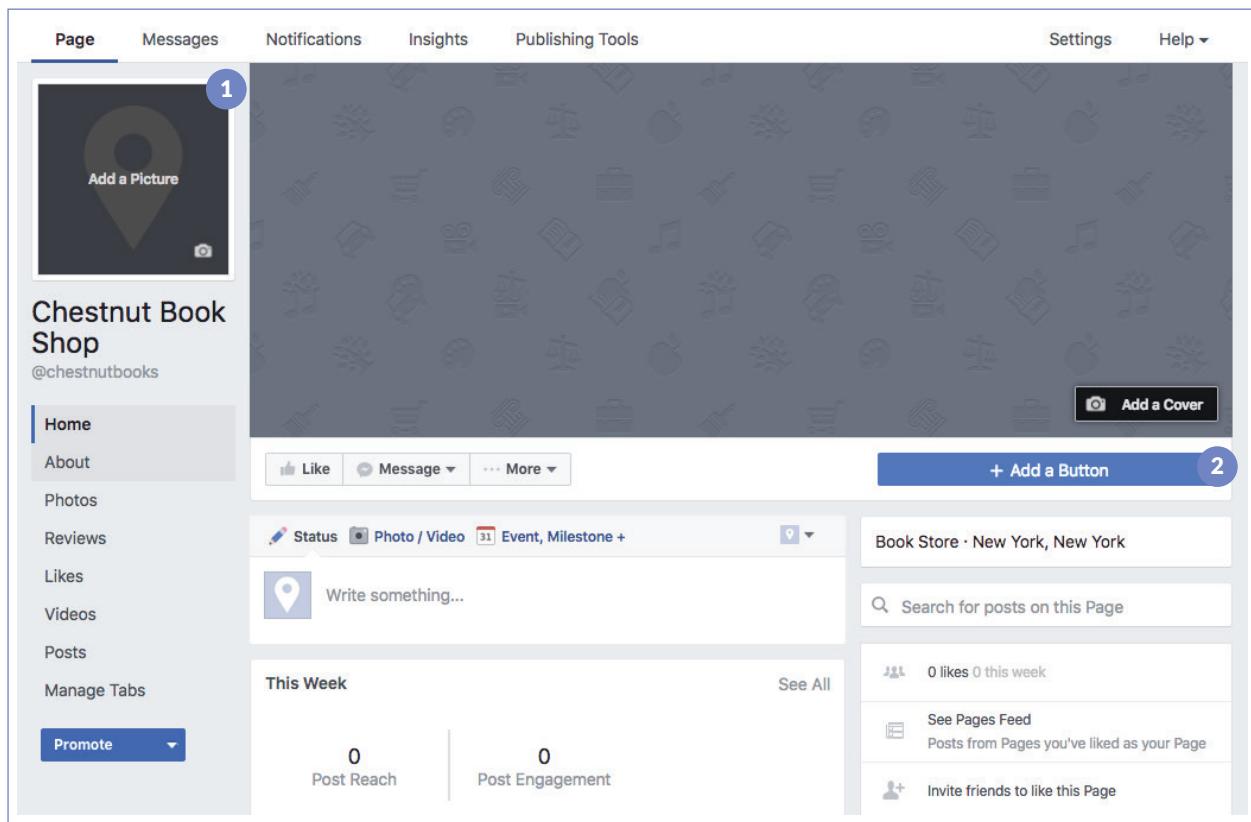 Page Messages Notifications Insights Publishing Tools Settings Help
1
Add a Picture
Chestnut Book
Shop
@chestnutbooks
Home
About
Photos
Reviews
Likes
Videos
Posts
Manage Tabs
Promote
Add a Cover
Like Message ··· More
+ Add a Button
2
Status Photo / Video 31 Event, Milestone +
Write something...
This Week See All
0
Post Reach
0
Post Engagement
Book Store · New York, New York
Search for posts on this Page
0 likes 0 this week
See Pages Feed
Posts from Pages you've liked as your Page
Invite friends to like this Page